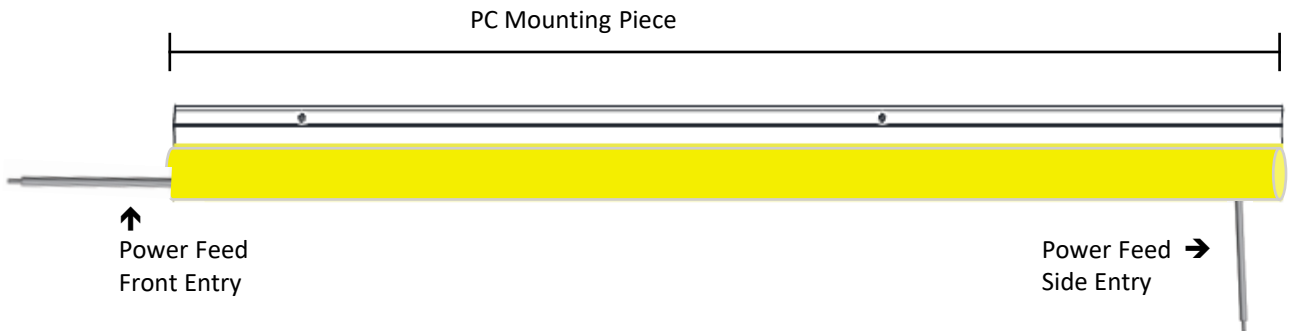 PC Mounting Piece
Power Feed
Front Entry
Power Feed
Side Entry